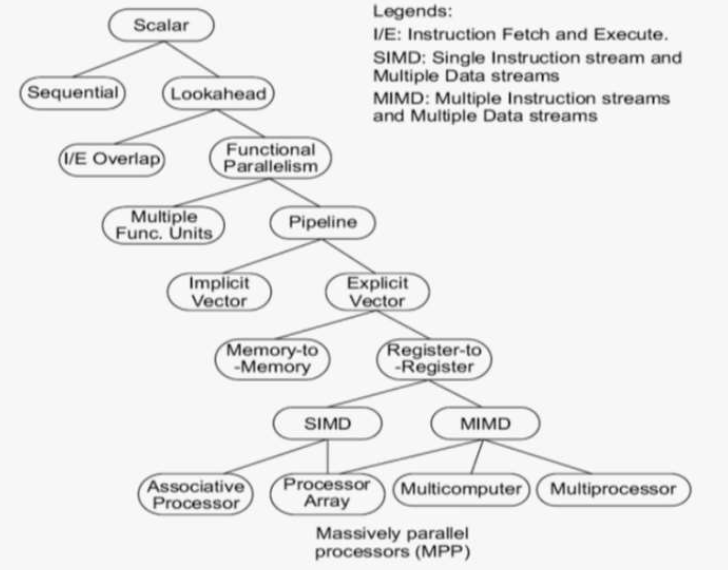 Scalar
Legends:
I/E: Instruction Fetch and Execute.
SIMD: Single Instruction stream and
Multiple Data streams
MIMD: Multiple Instruction streams
and Multiple Data streams
Sequential
Lookahead
I/E Overlap
Functional
Parallelism
Multiple
Func. Units
Pipeline
Implicit
Vector
Explicit
Vector
Memory-to
-Memory
Register-to
-Register
SIMD
MIMD
Associative
Processor
Processor
Array
Multicomputer
Multiprocessor
Massively parallel
processors (MPP)